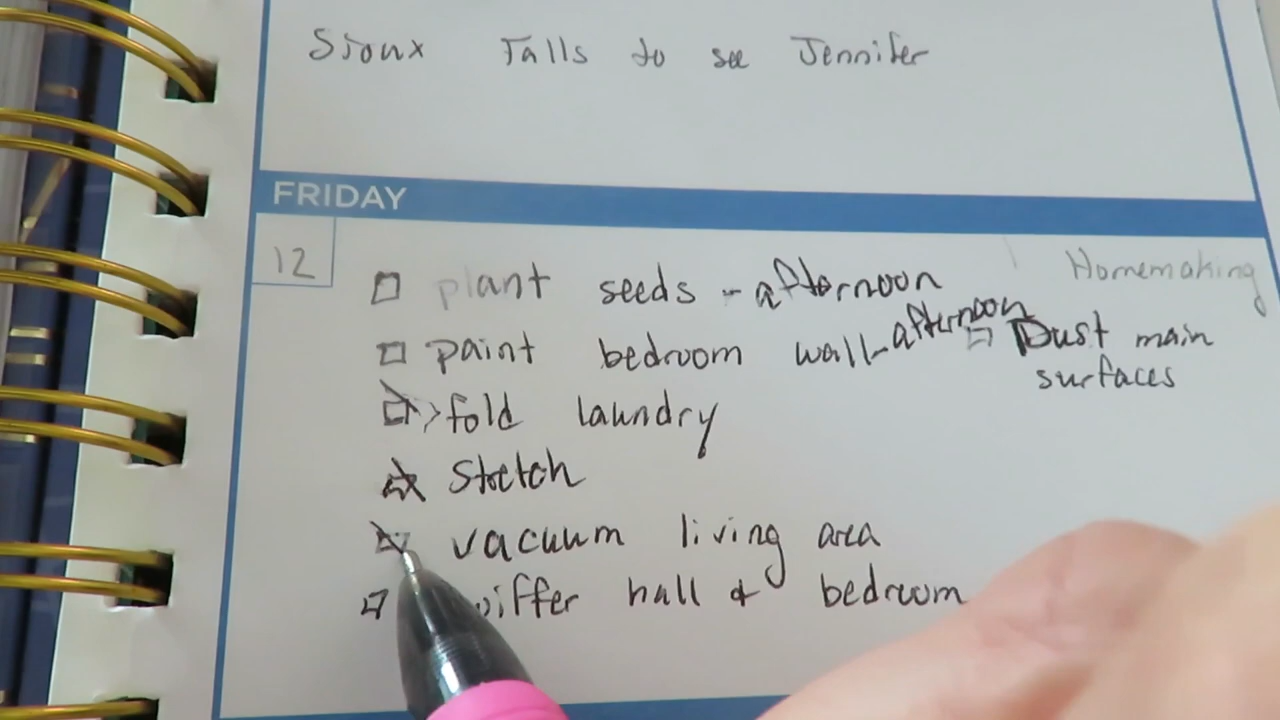 Sioux Falls to see Jennifer
FRIDAY
12
Homemaking
plant seeds - afternoon
paint bedroom wall - afternoon
Dust main
surfaces
> fold laundry
Stretch
vacuum living area
hall & bedroom